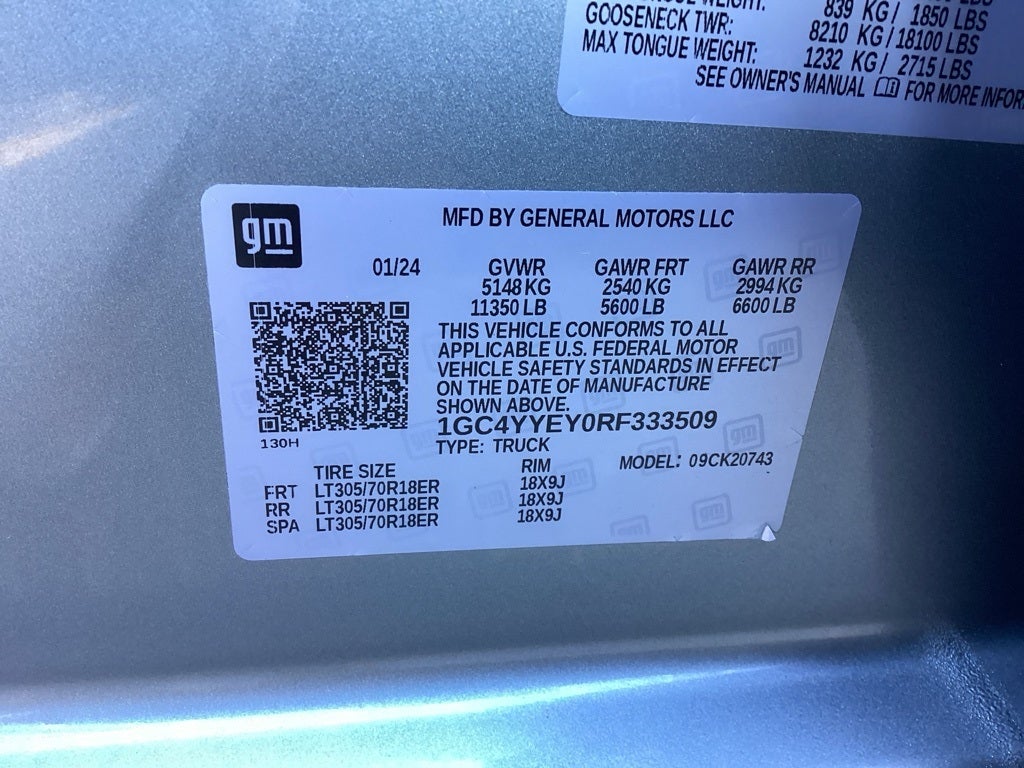 839 KG/ 1850 LBS
GOOSENECK TWR: 8210 KG/18100 LBS
MAX TONGUE WEIGHT: 1232 KG/ 2715 LBS
SEE OWNER'S MANUAL FOR MORE
gm
MFD BY GENERAL MOTORS LLC
01/24 GVWR GAWR FRT GAWR RR
5148 KG 2540 KG 2994 KG
11350 LB 5600 LB 6600 LB
THIS VEHICLE CONFORMS TO ALL
APPLICABLE U.S. FEDERAL MOTOR
VEHICLE SAFETY STANDARDS IN EFFECT
ON THE DATE OF MANUFACTURE
SHOWN ABOVE.
1GC4YYEY0RF333509
130H
TYPE: TRUCK
TIRE SIZE RIM MODEL: 09CK20743
FRT LT305/70R18ER 18X9J
RR LT305/70R18ER 18X9J
SPA LT305/70R18ER 18X9J